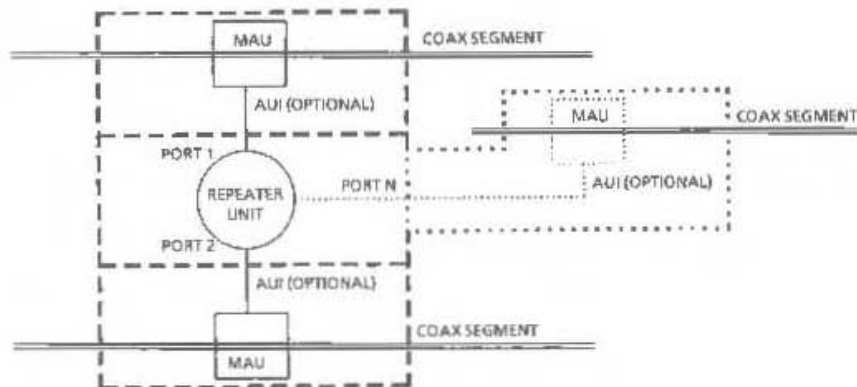 MAU
COAX SEGMENT
AUI (OPTIONAL)
MAU
COAX SEGMENT
PORT 1
REPEATER
UNIT
PORT N
AUI (OPTIONAL)
PORT 2
AUI (OPTIONAL)
COAX SEGMENT
MAU